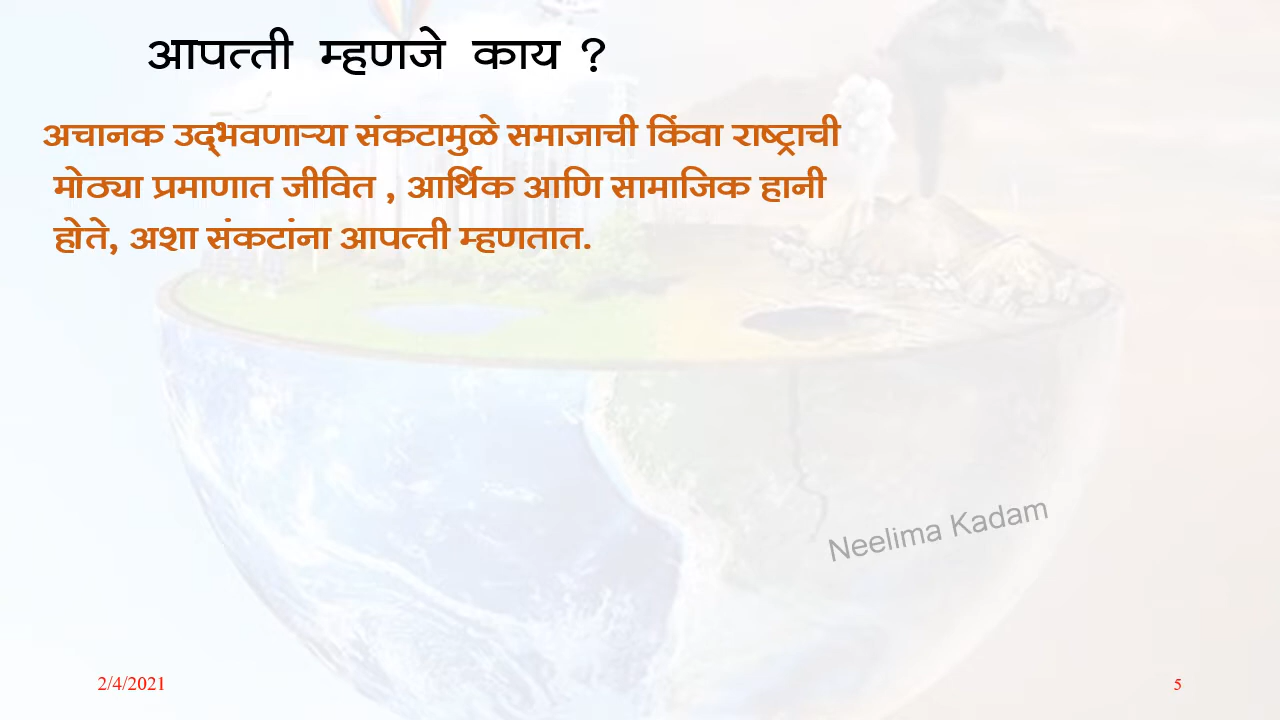 आपत्ती म्हणजे काय ?
अचानक उद्‌भवणाऱ्या संकटामुळे समाजाची किंवा राष्ट्राची
मोठ्या प्रमाणात जीवित , आर्थिक आणि सामाजिक हानी
होते, अशा संकटांना आपत्ती म्हणतात.
Neelima Kadam
2/4/2021
5